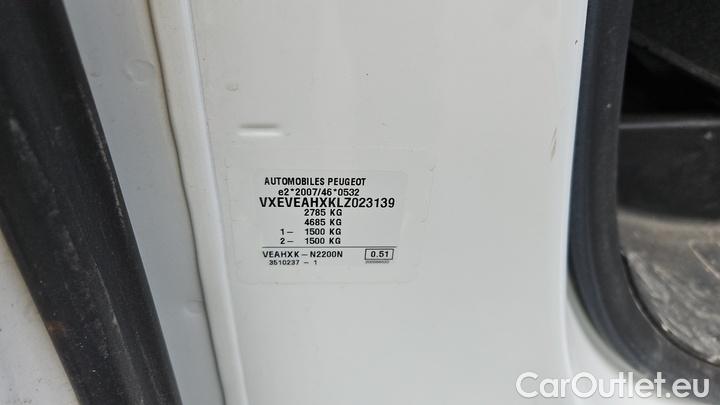 AUTOMOBILES PEUGEOT
e2*2007/46*0532
VXEVEAHXKLZ023139
2785 KG
4685 KG
1- 1500 KG
2- 1500 KG
VEAHXK-N2200N 0.51
3510237-1
CarOutlet.eu